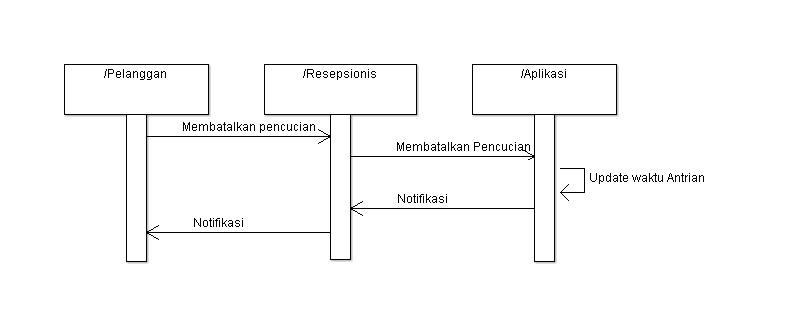 /Pelanggan
/Resepsionis
/Aplikasi
Membatalkan pencucian
Membatalkan Pencucian
Update waktu Antrian
Notifikasi
Notifikasi